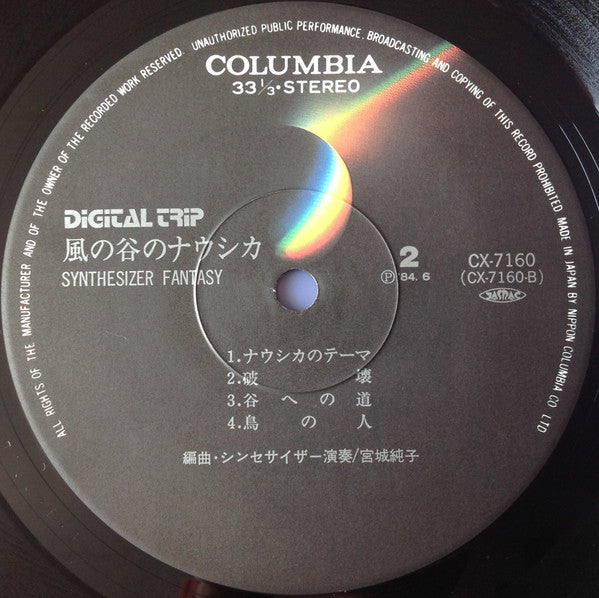 ALL RIGHTS OF THE MANUFACTURER AND OF THE OWNER OF THE RECORDED WORK RESERVED. UNAUTHORIZED PUBLIC PERFORMANCE, BROADCASTING AND COPYING OF THIS RECORD PROHIBITED. MADE IN JAPAN BY NIPPON COLUMBIA CO. LTD
COLUMBIA
33 1/3・STEREO
DIGITAL TRIP
風の谷のナウシカ
SYNTHESIZER FANTASY
2
Ⓟ'84. 6
CX-7160
(CX-7160-B)
JASRAC
1.ナウシカのテーマ
2.破 壊
3.谷への道
4.鳥の人
編曲・シンセサイザー演奏/宮城純子